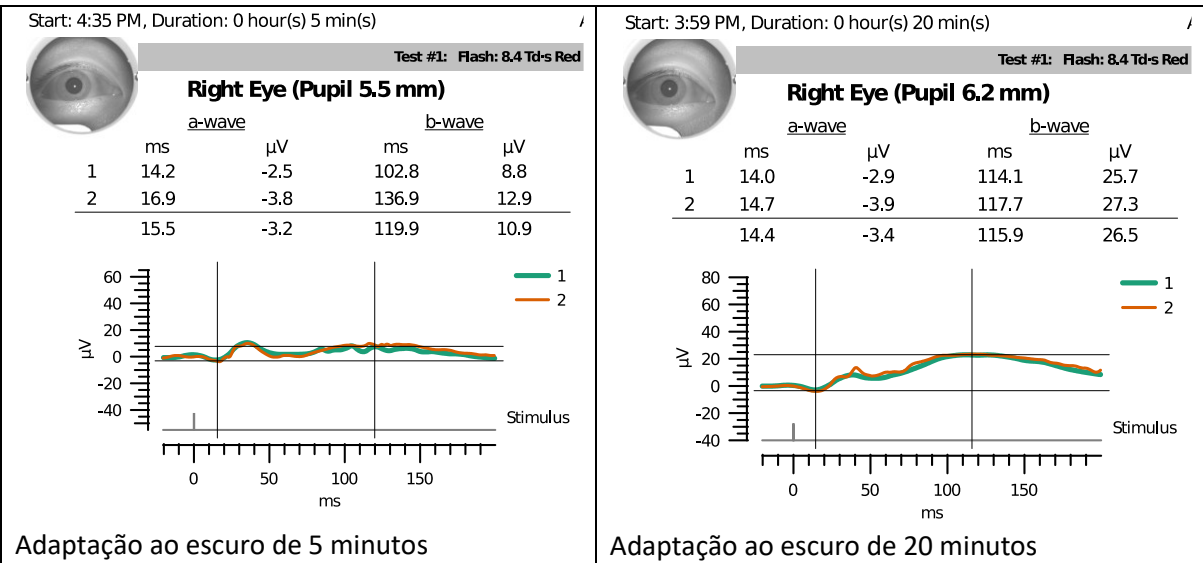 Start: 4:35 PM, Duration: 0 hour(s) 5 min(s)
Test #1: Flash: 8.4 Td·s Red
Right Eye (Pupil 5.5 mm)
a-wave b-wave
ms µV ms µV
1 14.2 -2.5 102.8 8.8
2 16.9 -3.8 136.9 12.9
15.5 -3.2 119.9 10.9
60
40
20
0
-20
-40
µV
1
2
Stimulus
0 50 100 150
ms
Adaptação ao escuro de 5 minutos
Start: 3:59 PM, Duration: 0 hour(s) 20 min(s)
Test #1: Flash: 8.4 Td·s Red
Right Eye (Pupil 6.2 mm)
a-wave b-wave
ms µV ms µV
1 14.0 -2.9 114.1 25.7
2 14.7 -3.9 117.7 27.3
14.4 -3.4 115.9 26.5
80
60
40
20
0
-20
-40
µV
1
2
Stimulus
0 50 100 150
ms
Adaptação ao escuro de 20 minutos